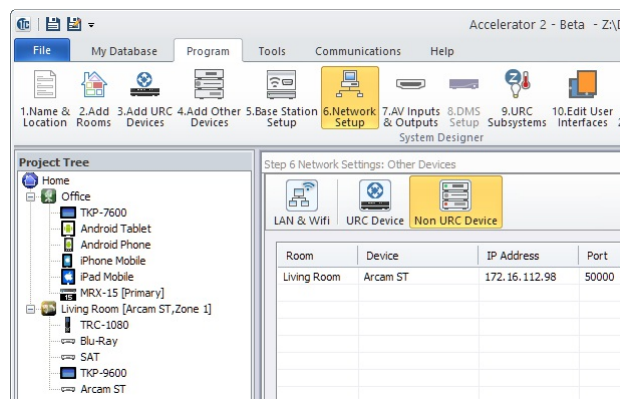 TC
Accelerator 2 - Beta - Z:\
File My Database Program Tools Communications Help
1.Name & Location 2.Add Rooms 3.Add URC Devices 4.Add Other Devices 5.Base Station Setup 6.Network Setup 7.AV Inputs & Outputs 8.DMS Setup 9.URC Subsystems 10.Edit User Interfaces
System Designer
Project Tree
Step 6 Network Settings: Other Devices
Home
Office
TKP-7600
Android Tablet
Android Phone
iPhone Mobile
iPad Mobile
15 MRX-15 [Primary]
Living Room [Arcam ST,Zone 1]
TRC-1080
Blu-Ray
SAT
TKP-9600
Arcam ST
LAN & Wifi URC Device Non URC Device
Room Device IP Address Port
Living Room Arcam ST 172.16.112.98 50000